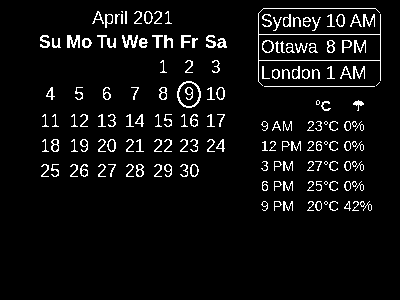 April 2021
Su Mo Tu We Th Fr Sa
1 2 3
4 5 6 7 8 9 10
11 12 13 14 15 16 17
18 19 20 21 22 23 24
25 26 27 28 29 30
Sydney 10 AM
Ottawa 8 PM
London 1 AM
°C ☂
9 AM 23°C 0%
12 PM 26°C 0%
3 PM 27°C 0%
6 PM 25°C 0%
9 PM 20°C 42%